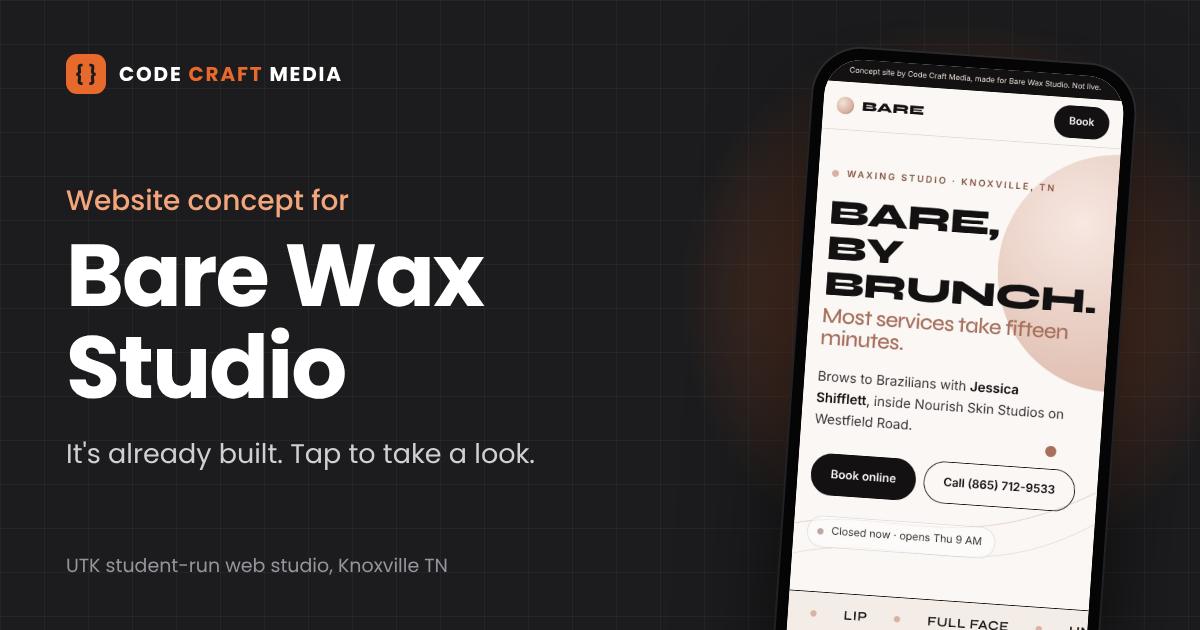 { } CODE CRAFT MEDIA
Website concept for
Bare Wax
Studio
It's already built. Tap to take a look.
UTK student-run web studio, Knoxville TN
Concept site by Code Craft Media, made for Bare Wax Studio. Not live.
BARE
Book
WAXING STUDIO · KNOXVILLE, TN
BARE,
BY
BRUNCH.
Most services take fifteen
minutes.
Brows to Brazilians with Jessica
Shifflett, inside Nourish Skin Studios on
Westfield Road.
Book online
Call (865) 712-9533
Closed now · opens Thu 9 AM
LIP • FULL FACE •